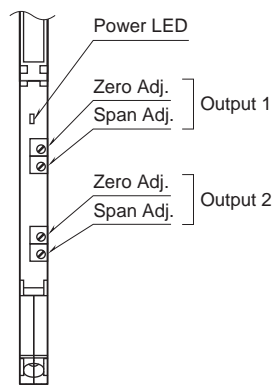 Power LED
Zero Adj.
Span Adj.
Output 1
Zero Adj.
Span Adj.
Output 2